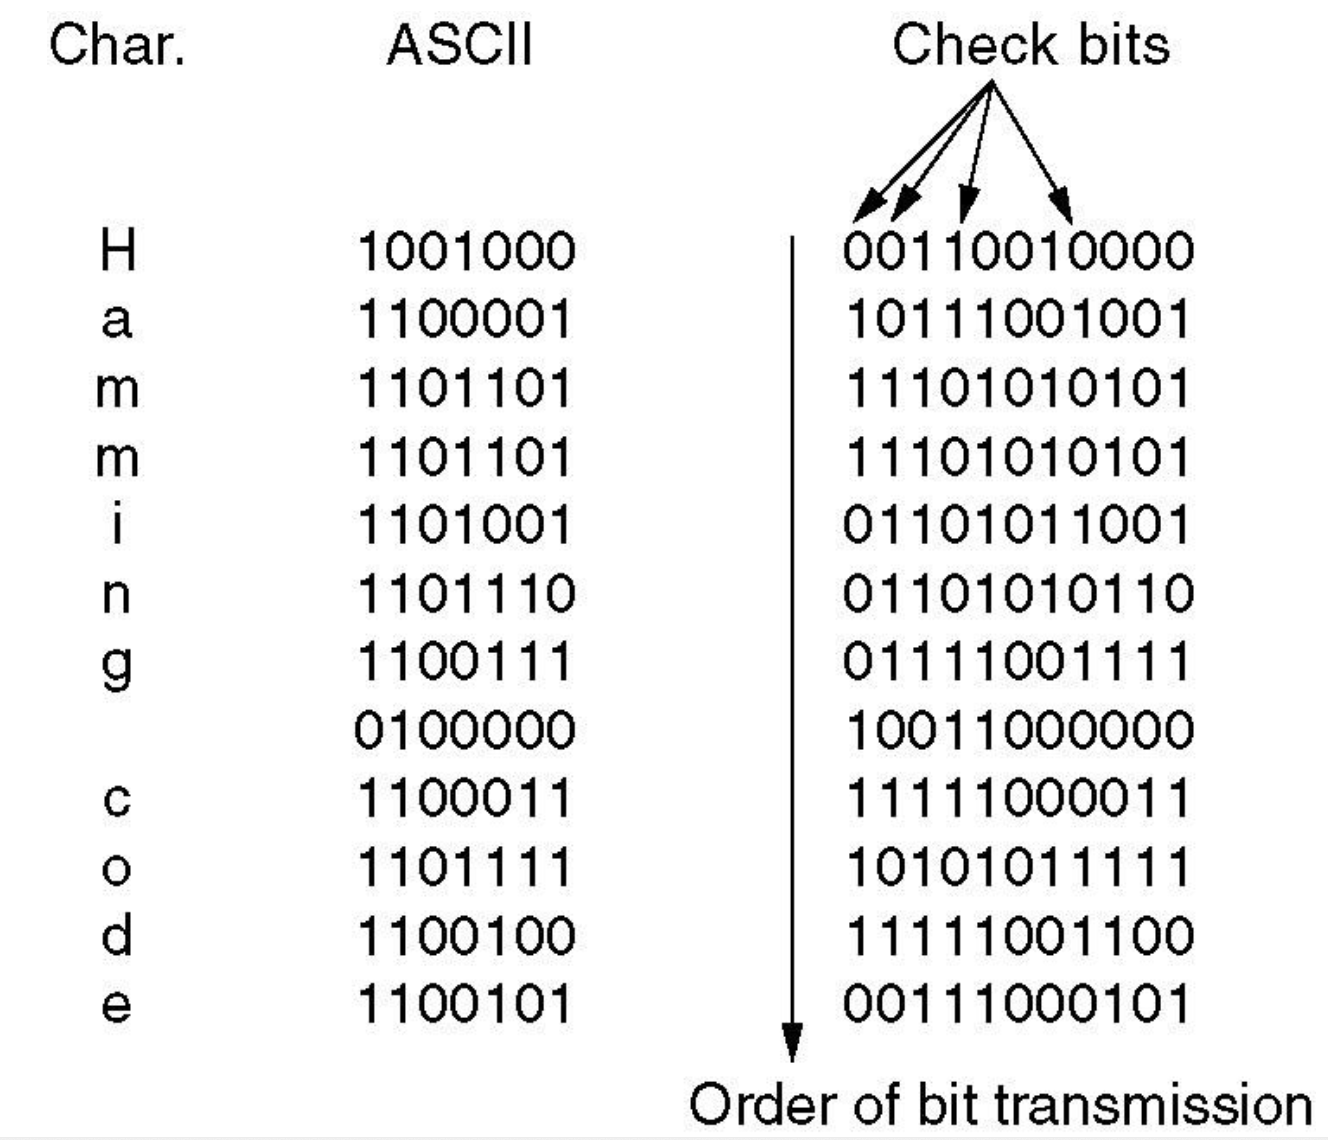 Char. ASCII Check bits
H 1001000 00110010000
a 1100001 10111001001
m 1101101 11101010101
m 1101101 11101010101
i 1101001 01101011001
n 1101110 01101010110
g 1100111 01111001111
0100000 10011000000
c 1100011 11111000011
o 1101111 10101011111
d 1100100 11111001100
e 1100101 00111000101
Order of bit transmission